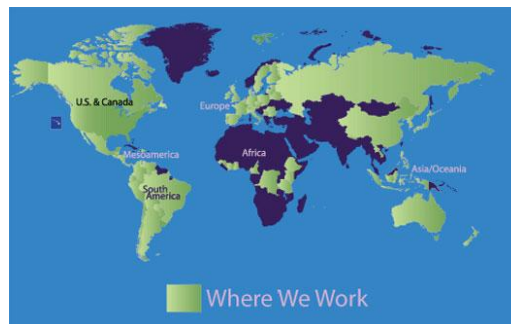 U.S. & Canada
Europe
Mesoamerica
Africa
Asia/Oceania
South
America
Where We Work